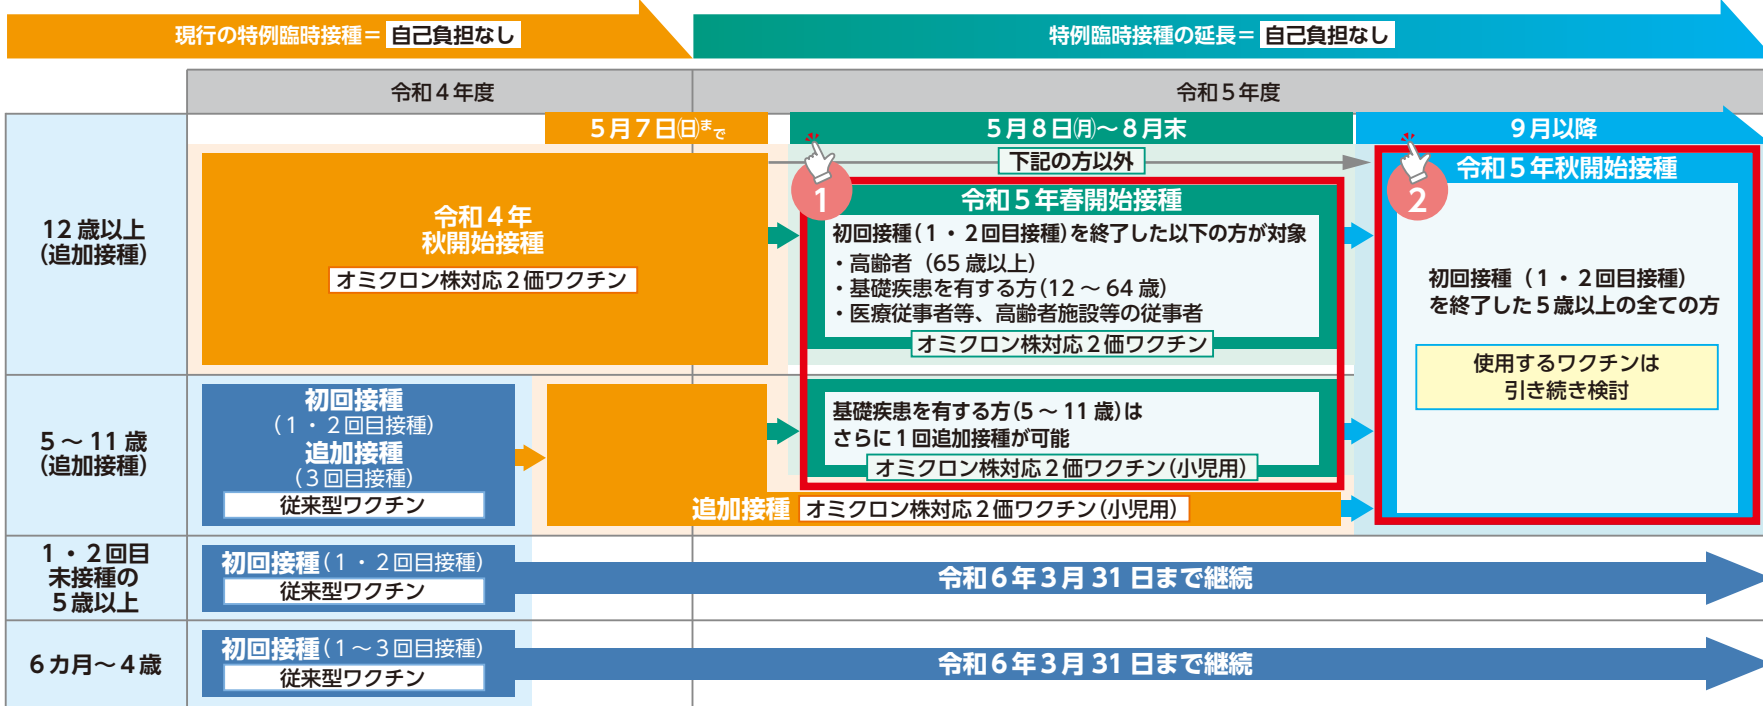 現行の特例臨時接種＝ 自己負担なし
特例臨時接種の延長＝ 自己負担なし
令和４年度
令和５年度
５月７日㈰まで
５月８日㈪～８月末
９月以降
12 歳以上
（追加接種）
令和４年
秋開始接種
オミクロン株対応２価ワクチン
下記の方以外
1
令和５年春開始接種
初回接種（１・２回目接種）を終了した以下の方が対象
・高齢者（65 歳以上）
・基礎疾患を有する方（12 ～ 64 歳）
・医療従事者等、高齢者施設等の従事者
オミクロン株対応２価ワクチン
2
令和５年秋開始接種
初回接種（１・２回目接種）
を終了した５歳以上の全ての方
使用するワクチンは
引き続き検討
５～ 11 歳
（追加接種）
初回接種
（１・２回目接種）
追加接種
（３回目接種）
従来型ワクチン
基礎疾患を有する方（５～ 11 歳）は
さらに１回追加接種が可能
オミクロン株対応２価ワクチン（小児用）
追加接種 オミクロン株対応２価ワクチン（小児用）
１・２回目
未接種の
５歳以上
初回接種（１・２回目接種）
従来型ワクチン
令和６年３月 31 日まで継続
６カ月～４歳
初回接種（１～３回目接種）
従来型ワクチン
令和６年３月 31 日まで継続